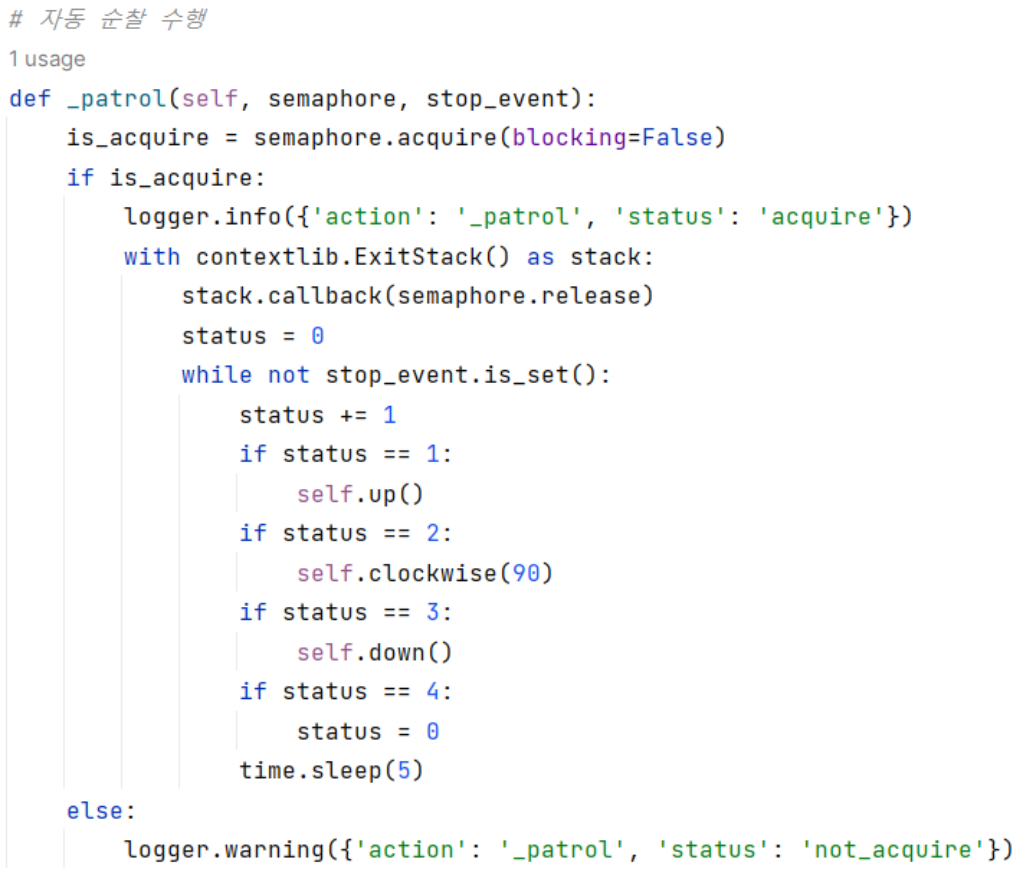 # 자동 순찰 수행
1 usage
def _patrol(self, semaphore, stop_event):
    is_acquire = semaphore.acquire(blocking=False)
    if is_acquire:
        logger.info({'action': '_patrol', 'status': 'acquire'})
        with contextlib.ExitStack() as stack:
            stack.callback(semaphore.release)
            status = 0
            while not stop_event.is_set():
                status += 1
                if status == 1:
                    self.up()
                if status == 2:
                    self.clockwise(90)
                if status == 3:
                    self.down()
                if status == 4:
                    status = 0
                time.sleep(5)
    else:
        logger.warning({'action': '_patrol', 'status': 'not_acquire'})